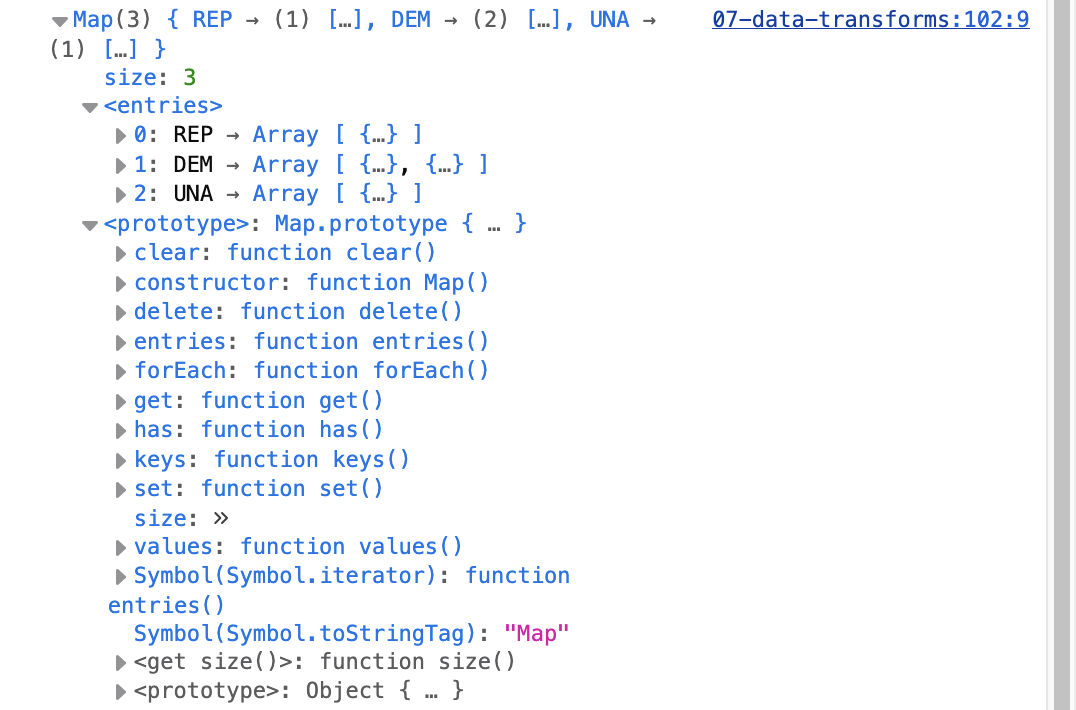 Map(3) { REP → (1) […], DEM → (2) […], UNA → 07-data-transforms:102:9
(1) […] }
size: 3
<entries>
0: REP → Array [ {…} ]
1: DEM → Array [ {…}, {…} ]
2: UNA → Array [ {…} ]
<prototype>: Map.prototype { … }
clear: function clear()
constructor: function Map()
delete: function delete()
entries: function entries()
forEach: function forEach()
get: function get()
has: function has()
keys: function keys()
set: function set()
size: »
values: function values()
Symbol(Symbol.iterator): function
entries()
Symbol(Symbol.toStringTag): "Map"
<get size()>: function size()
<prototype>: Object { … }